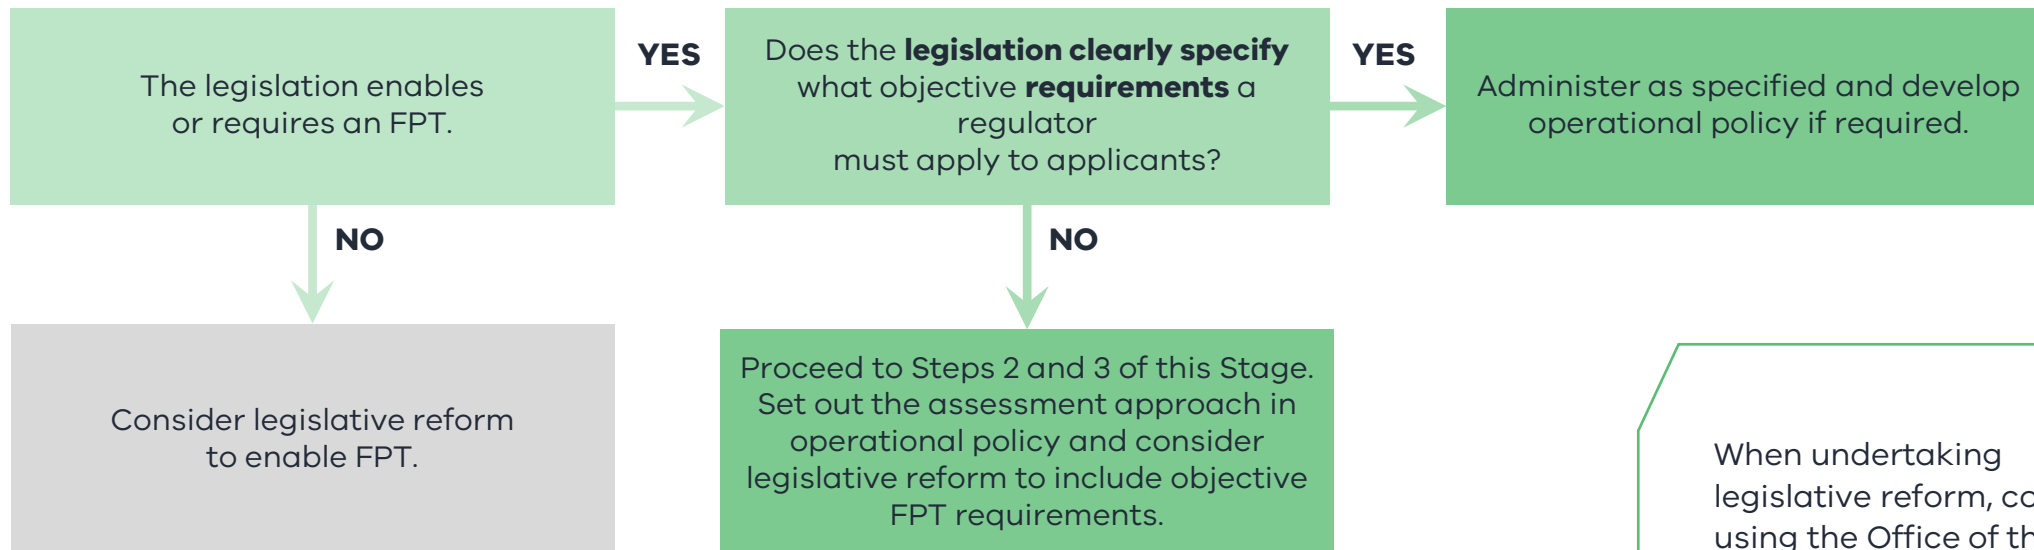 The legislation enables
or requires an FPT.
YES
Does the legislation clearly specify
what objective requirements a
regulator
must apply to applicants?
YES
Administer as specified and develop
operational policy if required.
NO
NO
Consider legislative reform
to enable FPT.
Proceed to Steps 2 and 3 of this Stage.
Set out the assessment approach in
operational policy and consider
legislative reform to include objective
FPT requirements.
When undertaking
legislative reform,
using the Office of